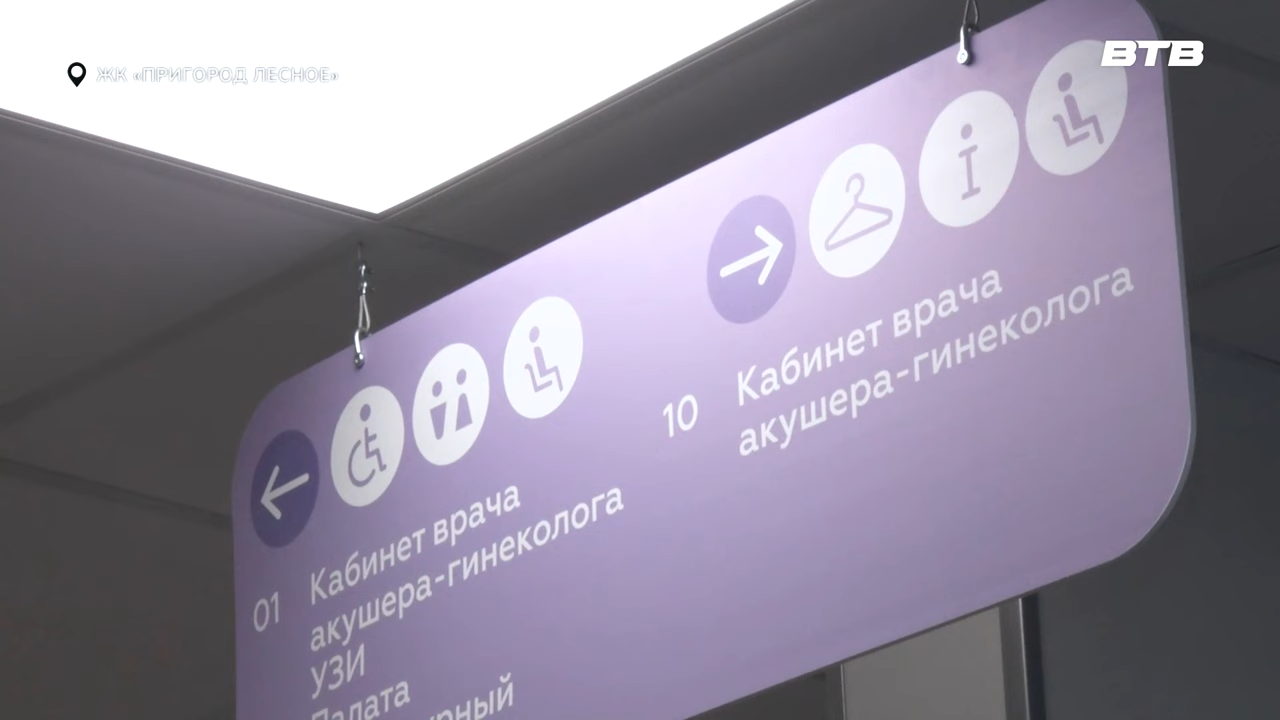 ЖК «ПРИГОРОД ЛЕСНОЕ»
ВТВ
01
Кабинет врача
акушера-гинеколога
УЗИ
Палата
10
Кабинет врача
акушера-гинеколога